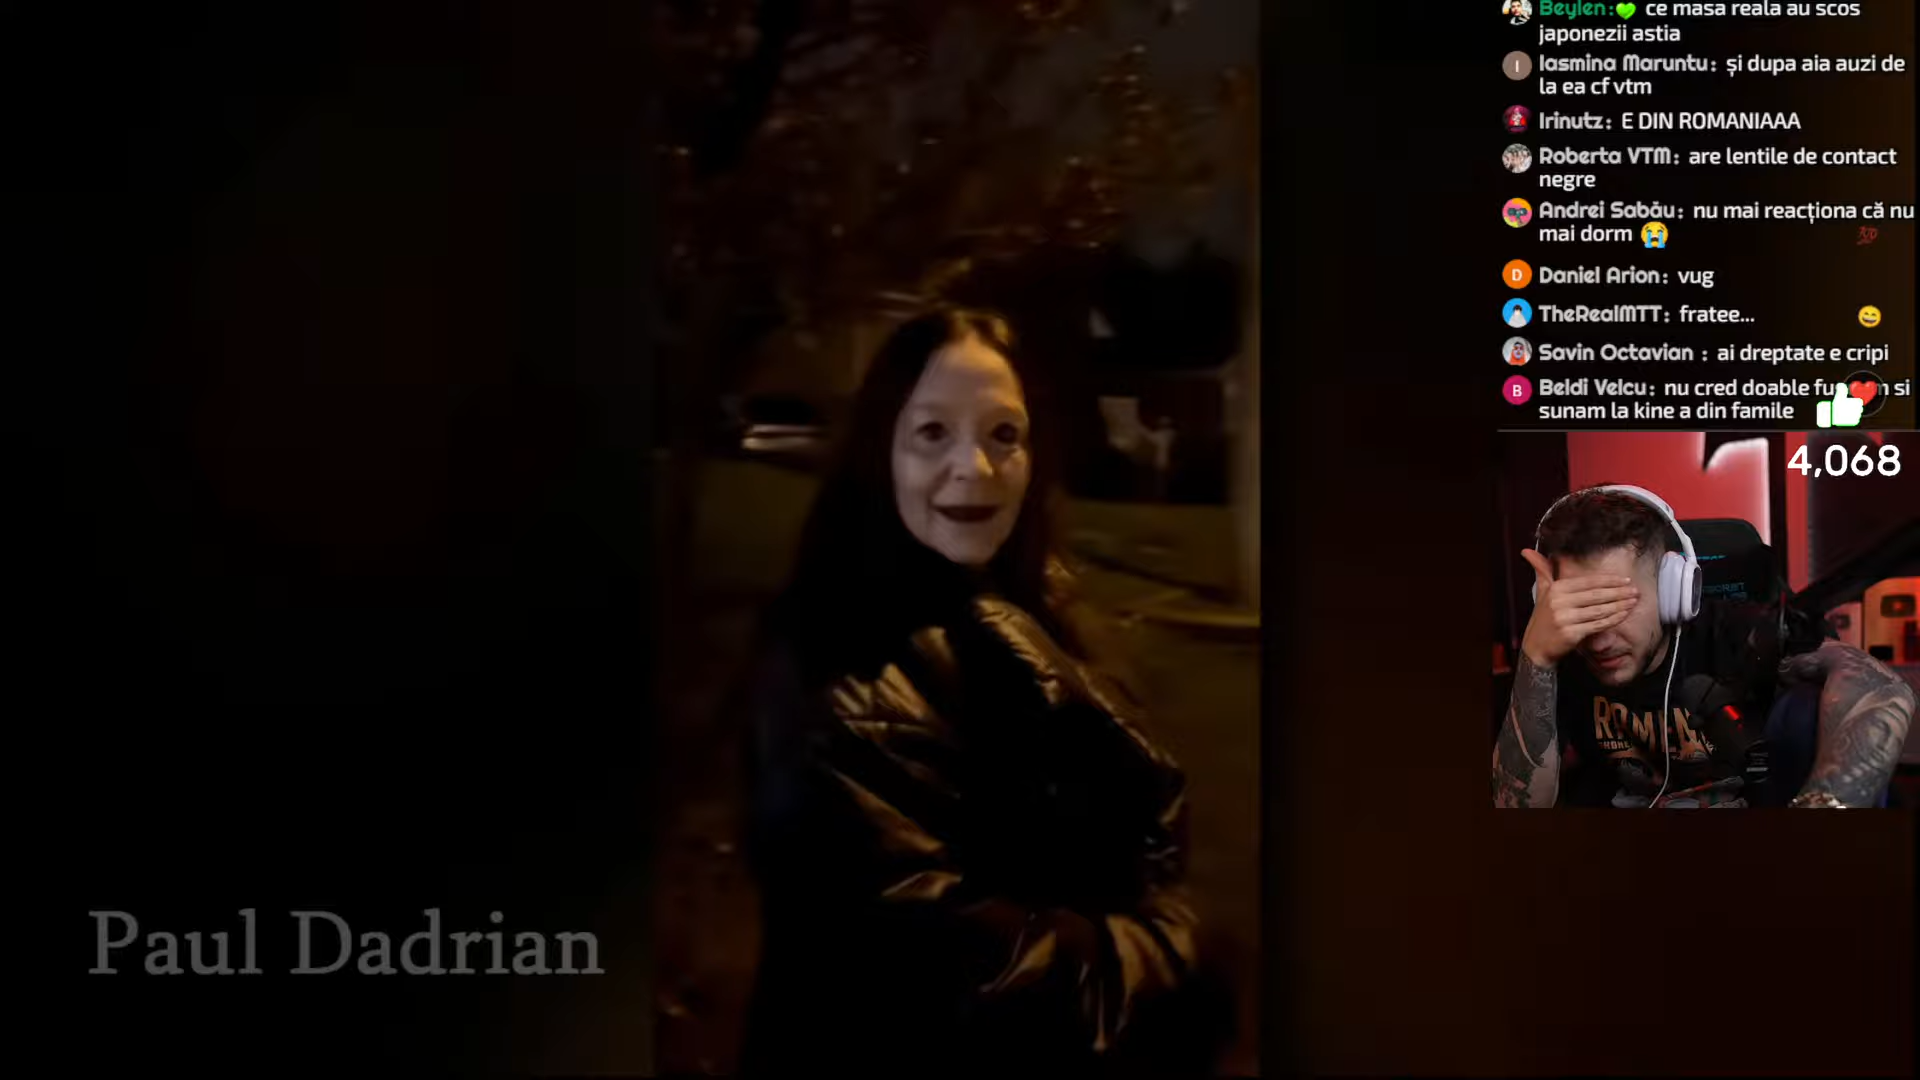 Beylen:💚 ce masa reala au scos
japonezii astia
Iasmina Maruntu: și dupa aia auzi de
la ea cf vtm
Irinutz: E DIN ROMANIAAA
Roberta VTM: are lentile de contact
negre
Andrei Sabău: nu mai reacționa că nu
mai dorm 😭
Daniel Arion: vug
TheRealMTT: fratee...
Savin Octavian : ai dreptate e cripi
Beldi Velcu: nu cred doable si
sunam la kine a din famile
4,068
Paul Dadrian